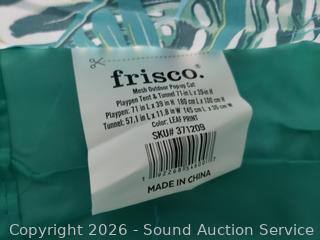 frisco.
Mesh Outdoor Pop-up Cat
Playpen Tent & Tunnel 71-in L x 39-in H
Playpen: 71 in L x 39 in H 180 cm L x 100 cm H
Tunnel: 57.1 in L x 11.8 in W 145 cm L x 30 cm W
Color: LEAF PRINT
SKU# 371209
MADE IN CHINA
Copyright 2026 - Sound Auction Service